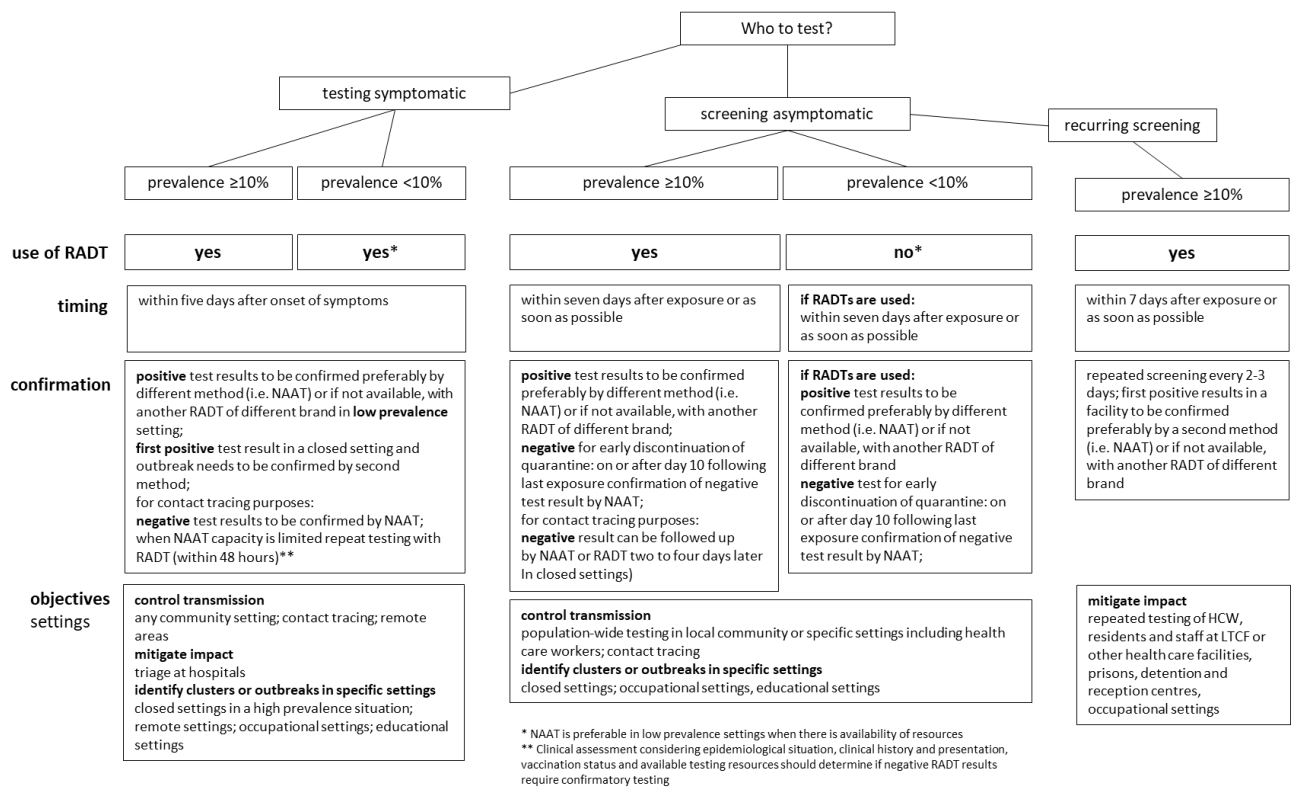 Who to test?
testing symptomatic
screening asymptomatic
recurring screening
prevalence ≥10%
prevalence <10%
prevalence ≥10%
prevalence <10%
prevalence ≥10%
use of RADT
yes
yes*
yes
no*
yes
timing
within five days after onset of symptoms
within seven days after exposure or as
soon as possible
if RADTs are used:
within seven days after exposure or
as soon as possible
within 7 days after exposure or
as soon as possible
confirmation
positive test results to be confirmed preferably by
different method (i.e. NAAT) or if not available, with
another RADT of different brand in low prevalence
setting;
first positive test result in a closed setting and
outbreak needs to be confirmed by second
method;
for contact tracing purposes:
negative test results to be confirmed by NAAT;
when NAAT capacity is limited repeat testing with
RADT (within 48 hours)**
positive test results to be confirmed
preferably by different method (i.e.
NAAT) or if not available, with another
RADT of different brand;
negative for early discontinuation of
quarantine: on or after day 10 following
last exposure confirmation of negative
test result by NAAT;
for contact tracing purposes:
negative result can be followed up
by NAAT or RADT two to four days later
In closed settings)
if RADTs are used:
positive test results to be
confirmed preferably by different
method (i.e. NAAT) or if not
available, with another RADT of
different brand
negative test for early
discontinuation of quarantine: on
or after day 10 following last
exposure confirmation of negative
test result by NAAT;
repeated screening every 2-3
days; first positive results in a
facility to be confirmed
preferably by a second method
(i.e. NAAT) or if not available,
with another RADT of different
brand
objectives
settings
control transmission
any community setting; contact tracing; remote
areas
mitigate impact
triage at hospitals
identify clusters or outbreaks in specific settings
closed settings in a high prevalence situation;
remote settings; occupational settings; educational
settings
control transmission
population-wide testing in local community or specific settings including health
care workers; contact tracing
identify clusters or outbreaks in specific settings
closed settings; occupational settings, educational settings
mitigate impact
repeated testing of HCW,
residents and staff at LTCF or
other health care facilities,
prisons, detention and
reception centres,
occupational settings
* NAAT is preferable in low prevalence settings when there is availability of resources
** Clinical assessment considering epidemiological situation, clinical history and presentation,
vaccination status and available testing resources should determine if negative RADT results
require confirmatory testing